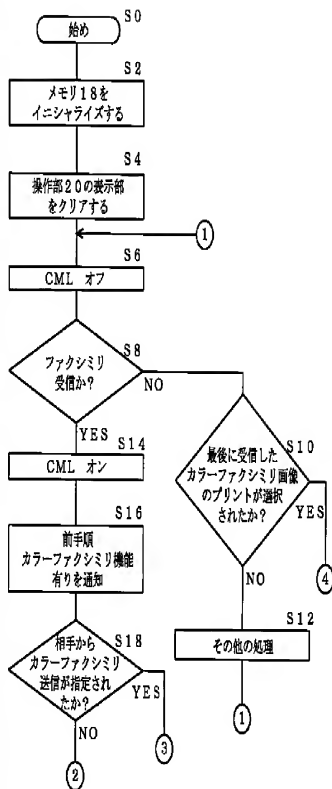 S0
始め
S2
メモリ18を
イニシャライズする
S4
操作部20の表示部
をクリアする
①
S6
CML オフ
S8
ファクシミリ
受信か?
NO
YES
S10
最後に受信した
カラーファクシミリ画像
のプリントが選択
されたか?
YES
④
NO
S12
その他の処理
①
S14
CML オン
S16
前手順
カラーファクシミリ機能
有りを通知
S18
相手から
カラーファクシミリ
送信が指定され
たか?
YES
③
NO
②